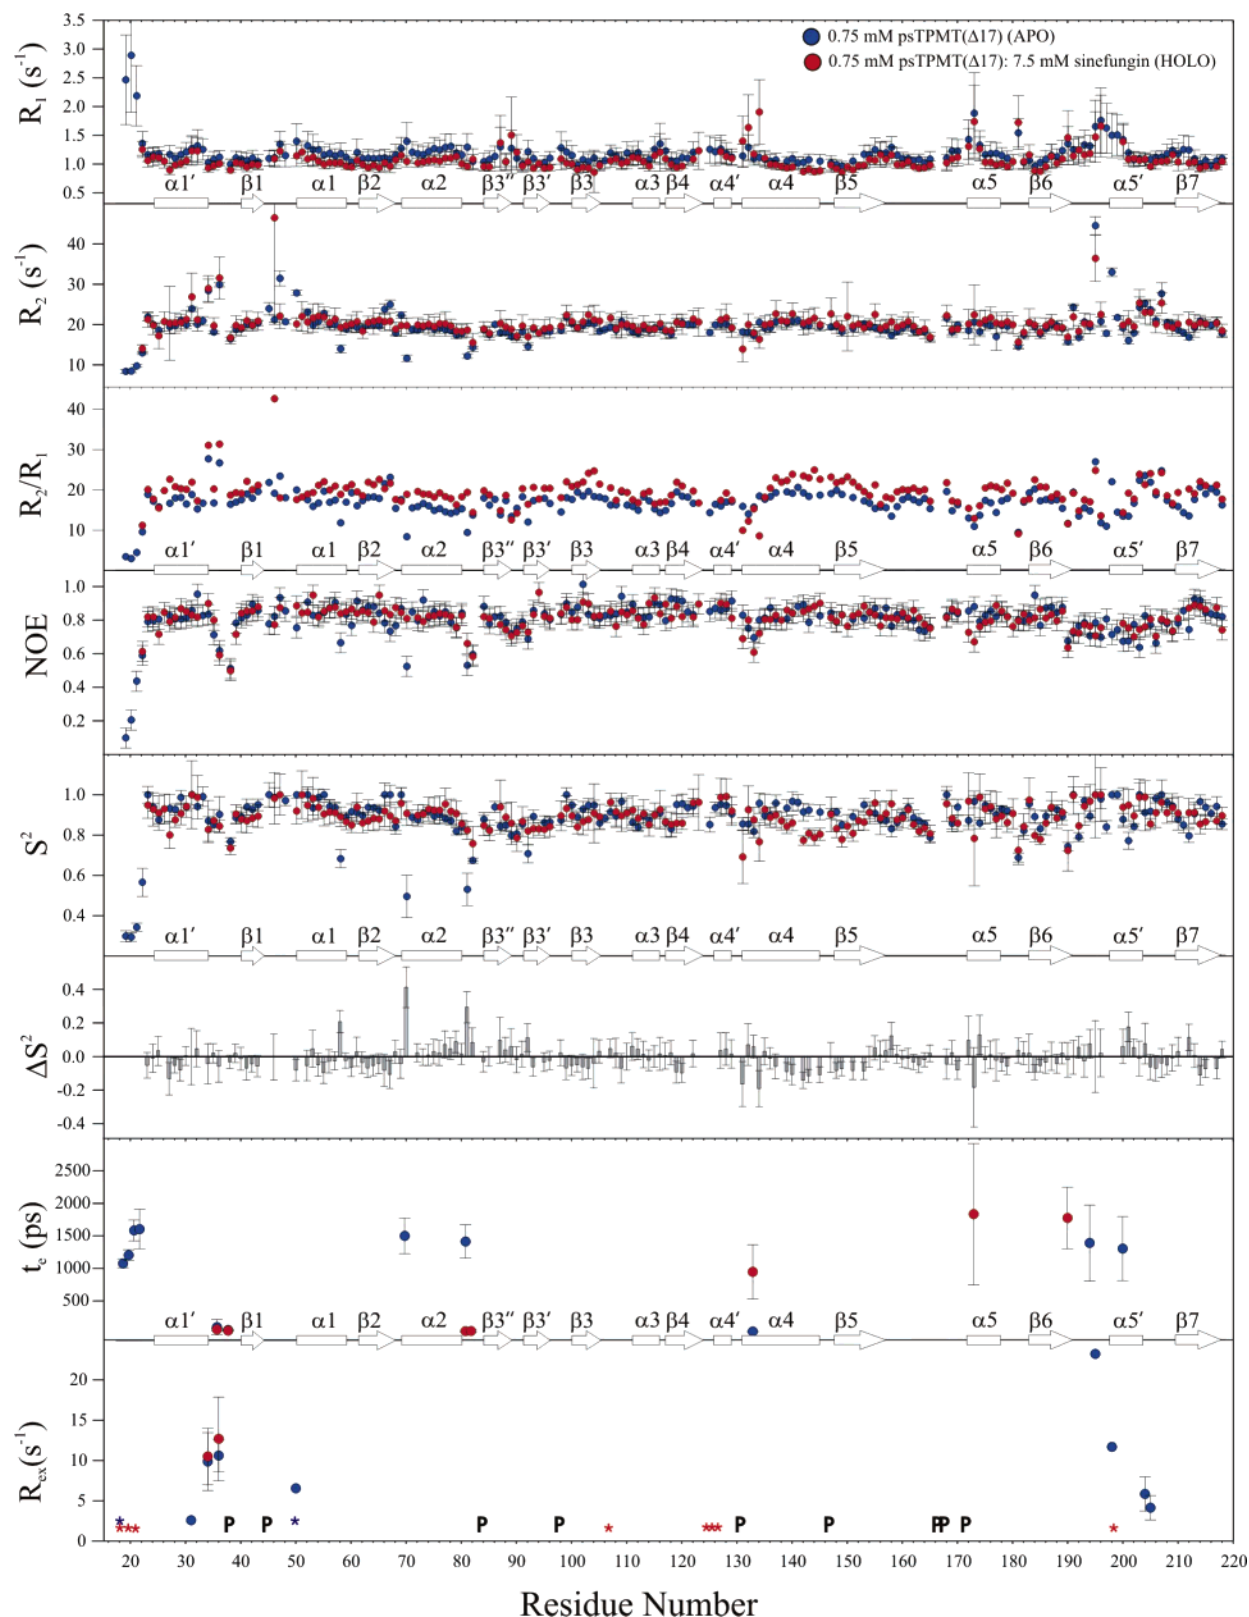 0.75 mM psTPMT(Δ17) (APO)
0.75 mM psTPMT(Δ17): 7.5 mM sinefungin (HOLO)
R1 (s-1)
3.5
3.0
2.5
2.0
1.5
1.0
0.5
α1′ β1 α1 β2 α2 β3″ β3′ β3 α3 β4 α4′ α4 β5 α5 β6 α5′ β7
R2 (s-1)
40
30
20
10
R2/R1
40
30
20
10
α1′ β1 α1 β2 α2 β3″ β3′ β3 α3 β4 α4′ α4 β5 α5 β6 α5′ β7
NOE
1.0
0.8
0.6
0.4
0.2
S2
1.0
0.8
0.6
0.4
α1′ β1 α1 β2 α2 β3″ β3′ β3 α3 β4 α4′ α4 β5 α5 β6 α5′ β7
ΔS2
0.4
0.2
0.0
-0.2
-0.4
te (ps)
2500
2000
1500
1000
500
α1′ β1 α1 β2 α2 β3″ β3′ β3 α3 β4 α4′ α4 β5 α5 β6 α5′ β7
Rex(s-1)
20
15
10
5
0
* *
* * * P P P P * * * * P P P P P *
20 30 40 50 60 70 80 90 100 110 120 130 140 150 160 170 180 190 200 210 220
Residue Number